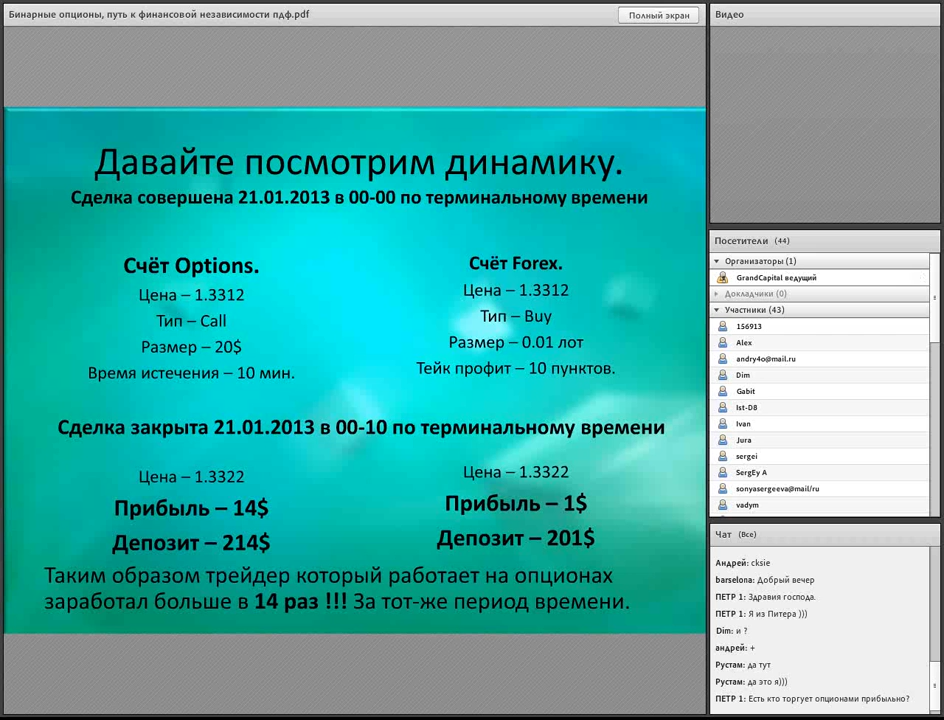 Бинарные опционы, путь к финансовой независимости пдф.pdf
Полный экран
Давайте посмотрим динамику.
Сделка совершена 21.01.2013 в 00-00 по терминальному времени
Счёт Options.
Цена – 1.3312
Тип – Call
Размер – 20$
Время истечения – 10 мин.
Счёт Forex.
Цена – 1.3312
Тип – Buy
Размер – 0.01 лот
Тейк профит – 10 пунктов.
Сделка закрыта 21.01.2013 в 00-10 по терминальному времени
Цена – 1.3322
Прибыль – 14$
Депозит – 214$
Цена – 1.3322
Прибыль – 1$
Депозит – 201$
Таким образом трейдер который работает на опционах
заработал больше в 14 раз !!! За тот-же период времени.
Видео
Посетители (44)
Организаторы (1)
GrandCapital ведущий
Докладчики (0)
Участники (43)
156913
Alex
andry4o@mail.ru
Dim
Gabit
Ist-D8
Ivan
Jura
sergei
SergEy A
sonyasergeeva@mail/ru
vadym
Чат (Все)
Андрей: cksie
barselona: Добрый вечер
ПЕТР 1: Здравия господа.
ПЕТР 1: Я из Питера )))
Dim: и ?
андрей: +
Рустам: да тут
Рустам: да это я)))
ПЕТР 1: Есть кто торгует опционами прибыльно?